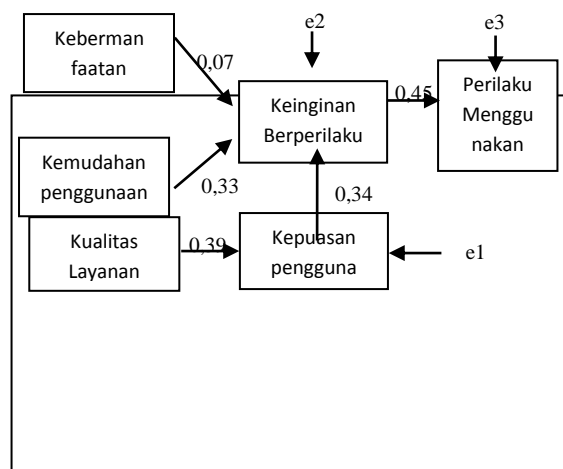 Keberman
faatan
0,07
e2
e3
Keinginan
Berperilaku
0,45
Perilaku
Menggu
nakan
Kemudahan
penggunaan
0,33
0,34
Kualitas
Layanan
0,39
Kepuasan
pengguna
e1